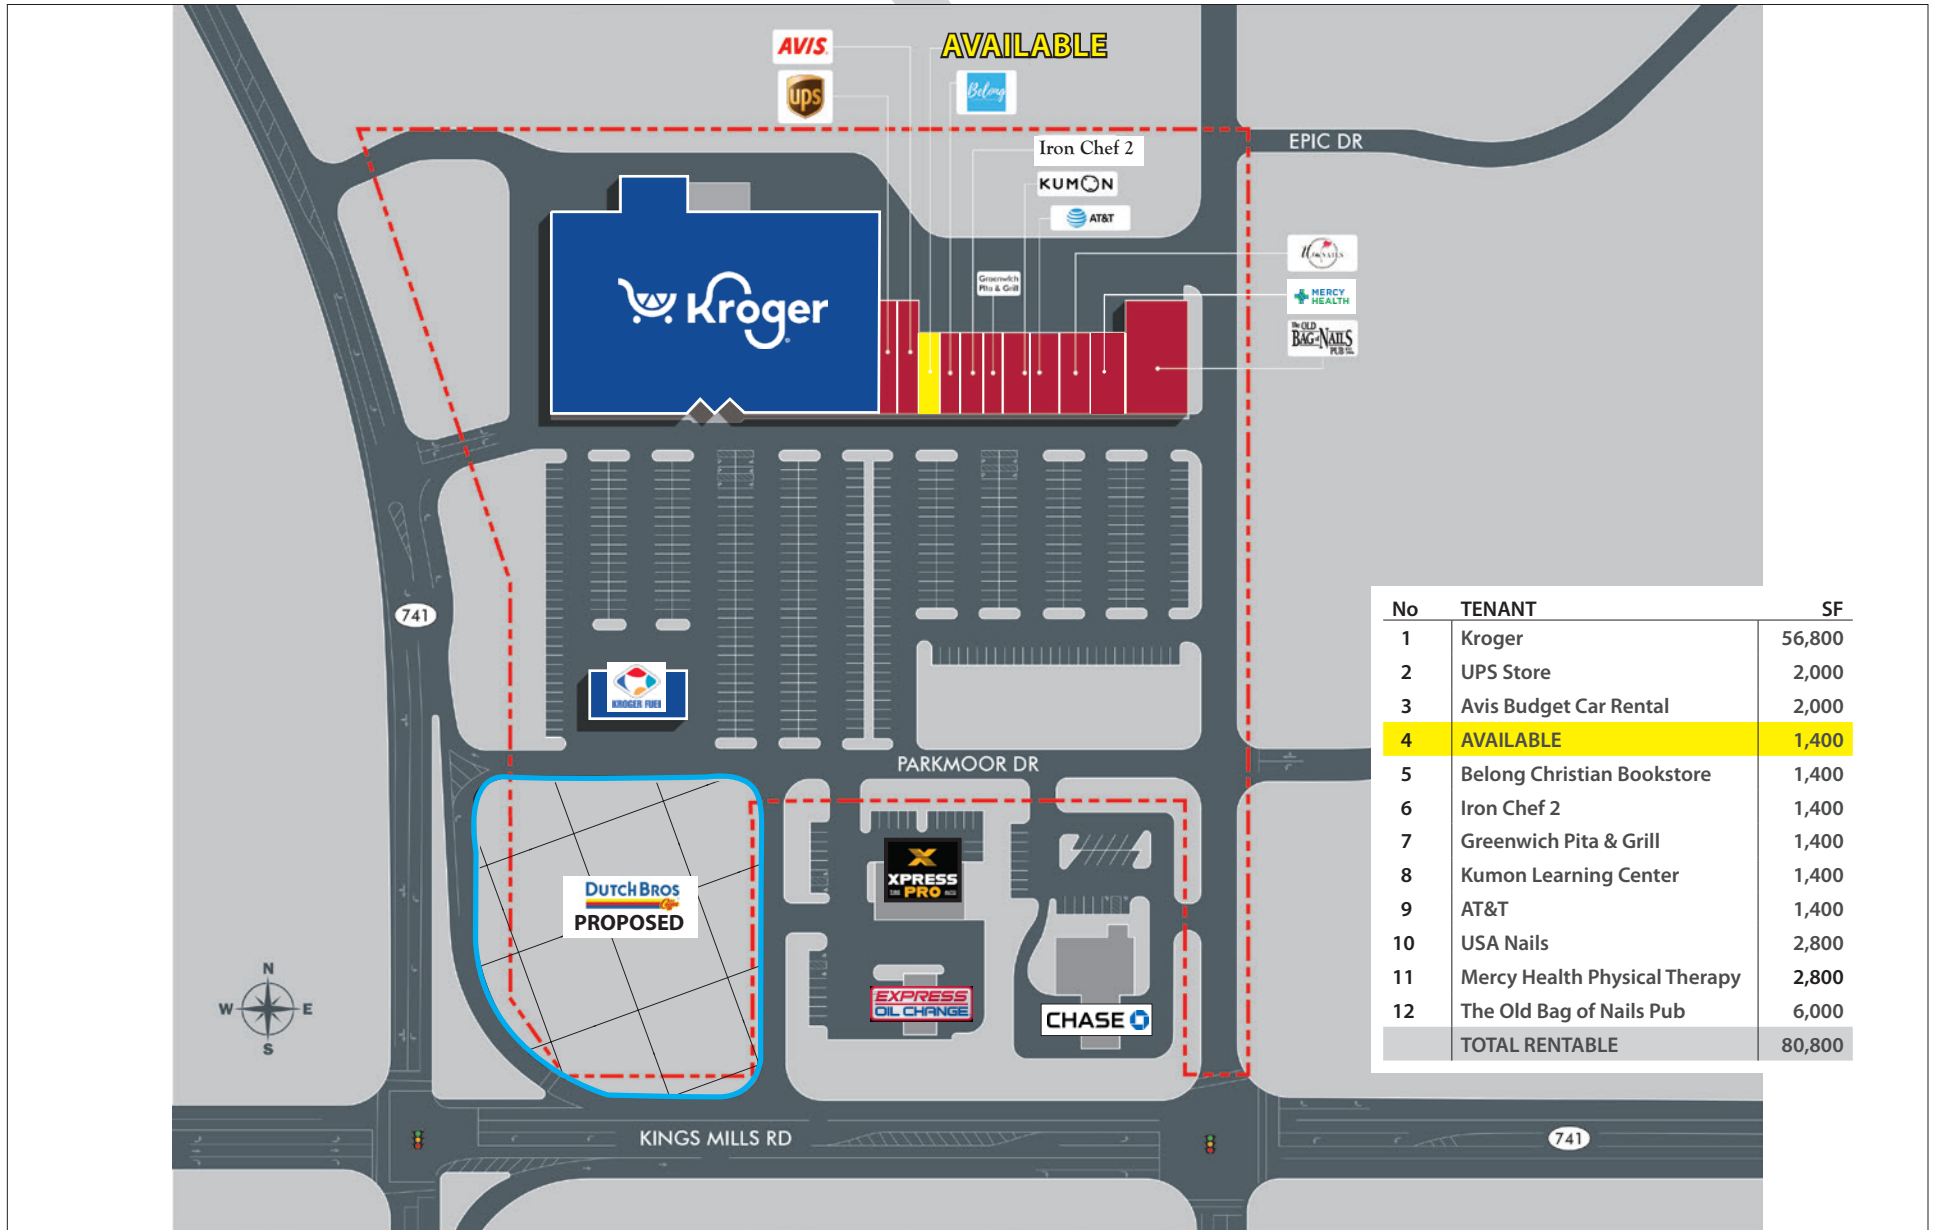 AVIS
AVAILABLE
ups
Belong
EPIC DR
Iron Chef 2
KUMON
AT&T
Greenwich
Pita & Grill
MERCY
HEALTH
The OLD
BAG of NAILS
PUB
Kroger
741
KROGER FUEL
PARKMOOR DR
XPRESS
PRO
DUTCH BROS
PROPOSED
EXPRESS
OIL CHANGE
CHASE
N
W E
S
KINGS MILLS RD
741
No TENANT SF
1 Kroger 56,800
2 UPS Store 2,000
3 Avis Budget Car Rental 2,000
4 AVAILABLE 1,400
5 Belong Christian Bookstore 1,400
6 Iron Chef 2 1,400
7 Greenwich Pita & Grill 1,400
8 Kumon Learning Center 1,400
9 AT&T 1,400
10 USA Nails 2,800
11 Mercy Health Physical Therapy 2,800
12 The Old Bag of Nails Pub 6,000
TOTAL RENTABLE 80,800